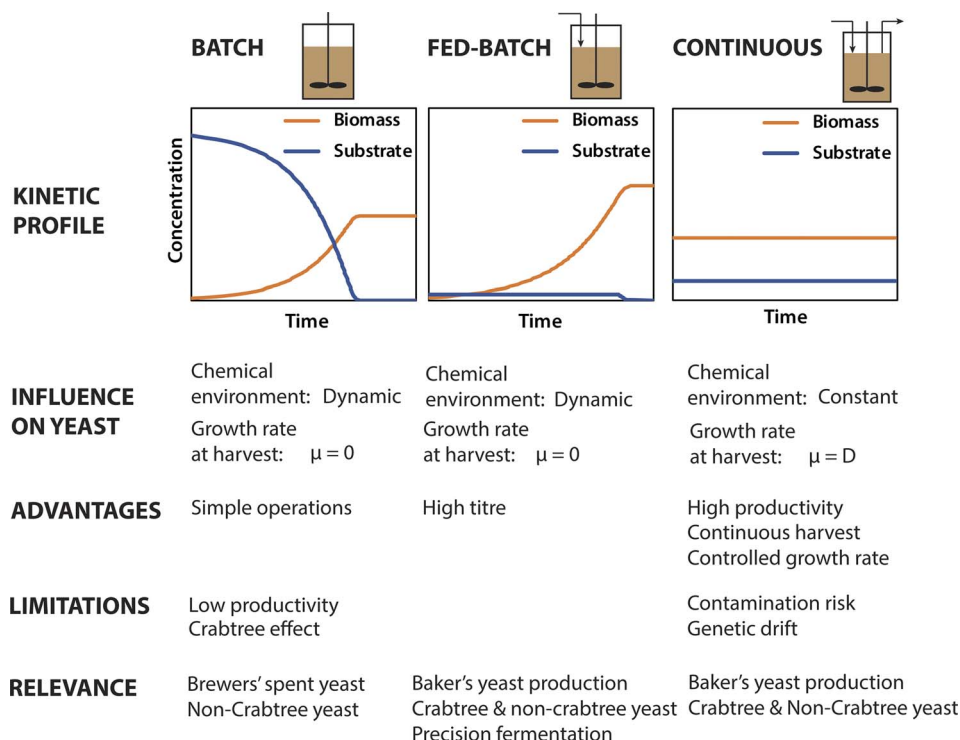 BATCH
FED-BATCH
CONTINUOUS
KINETIC
PROFILE
Concentration
Biomass
Substrate
Time
Biomass
Substrate
Time
Biomass
Substrate
Time
INFLUENCE
ON YEAST
Chemical
environment: Dynamic
Growth rate
at harvest: μ = 0
Chemical
environment: Dynamic
Growth rate
at harvest: μ = 0
Chemical
environment: Constant
Growth rate
at harvest: μ = D
ADVANTAGES
Simple operations
High titre
High productivity
Continuous harvest
Controlled growth rate
LIMITATIONS
Low productivity
Crabtree effect
Contamination risk
Genetic drift
RELEVANCE
Brewers’ spent yeast
Non-Crabtree yeast
Baker’s yeast production
Crabtree & non-crabtree yeast
Precision fermentation
Baker’s yeast production
Crabtree & Non-Crabtree yeast